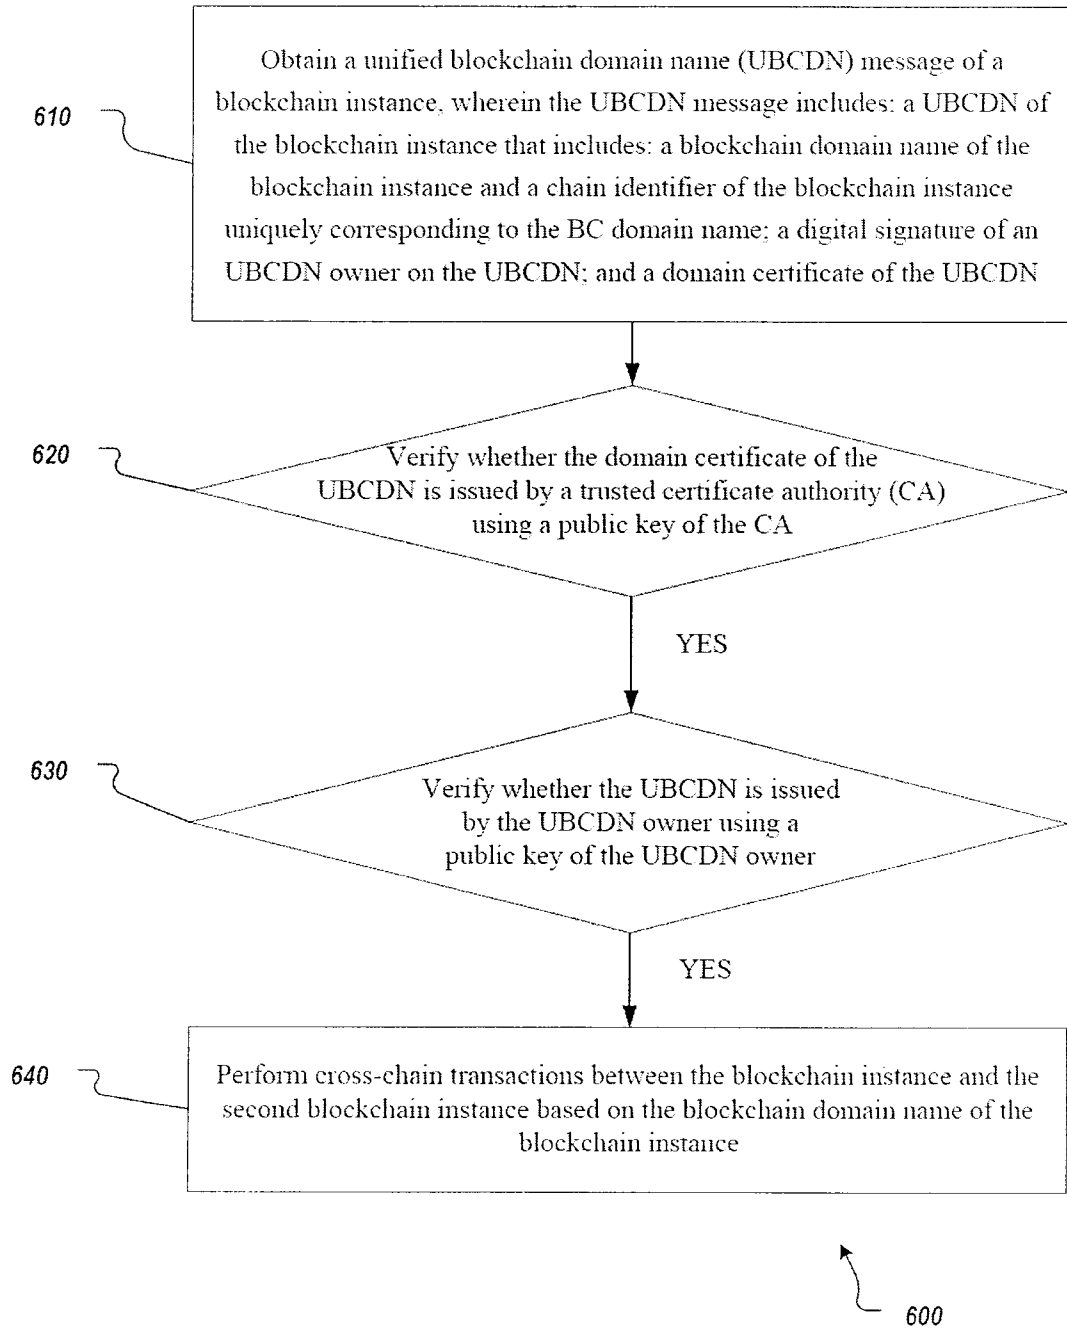 610
Obtain a unified blockchain domain name (UBCDN) message of a
blockchain instance, wherein the UBCDN message includes: a UBCDN of
the blockchain instance that includes: a blockchain domain name of the
blockchain instance and a chain identifier of the blockchain instance
uniquely corresponding to the BC domain name; a digital signature of an
UBCDN owner on the UBCDN; and a domain certificate of the UBCDN
620
Verify whether the domain certificate of the
UBCDN is issued by a trusted certificate authority (CA)
using a public key of the CA
YES
630
Verify whether the UBCDN is issued
by the UBCDN owner using a
public key of the UBCDN owner
YES
640
Perform cross-chain transactions between the blockchain instance and the
second blockchain instance based on the blockchain domain name of the
blockchain instance
600